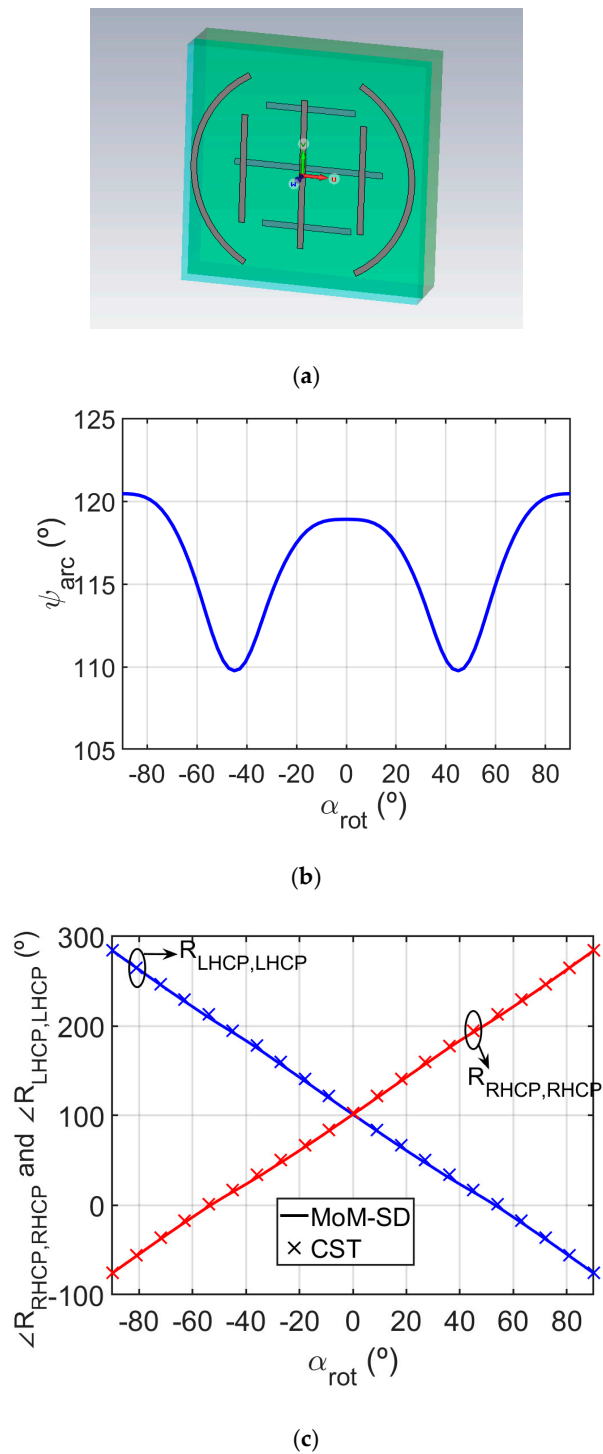 v
u
w
(a)
125
120
115
110
105
ψarc (º)
-80 -60 -40 -20 0 20 40 60 80
αrot (º)
(b)
300
200
100
0
-100
∠RRHCP,RHCP and ∠RLHCP,LHCP (º)
RLHCP,LHCP
RRHCP,RHCP
MoM-SD
CST
-80 -60 -40 -20 0 20 40 60 80
αrot (º)
(c)